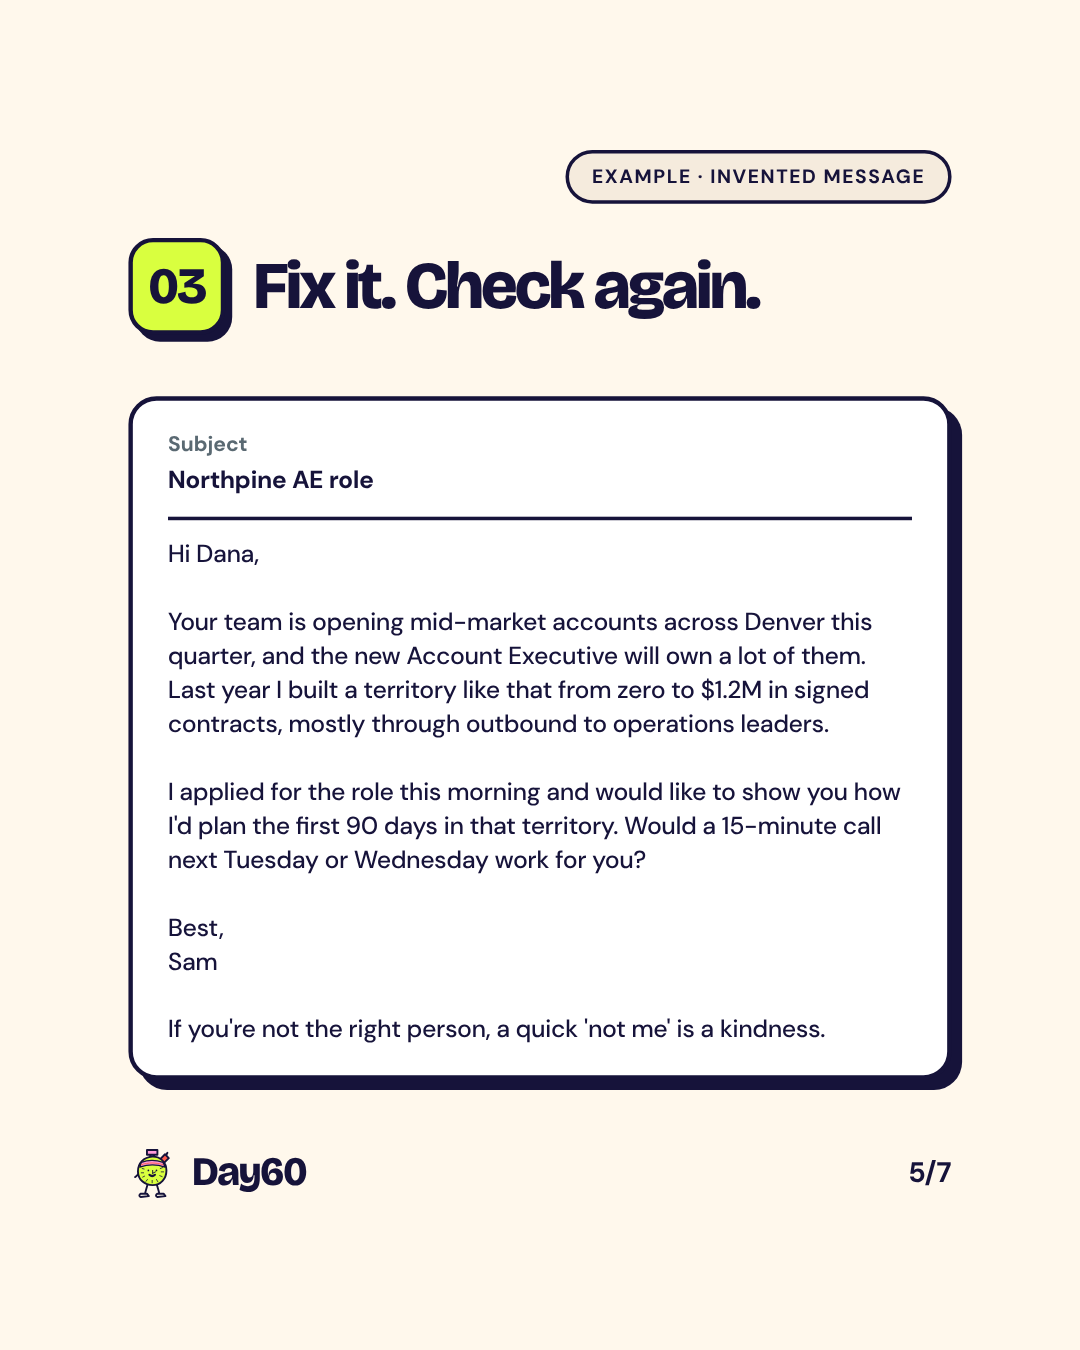 EXAMPLE · INVENTED MESSAGE
03
Fix it. Check again.
Subject
Northpine AE role
Hi Dana,
Your team is opening mid-market accounts across Denver this
quarter, and the new Account Executive will own a lot of them.
Last year I built a territory like that from zero to $1.2M in signed
contracts, mostly through outbound to operations leaders.
I applied for the role this morning and would like to show you how
I'd plan the first 90 days in that territory. Would a 15-minute call
next Tuesday or Wednesday work for you?
Best,
Sam
If you're not the right person, a quick 'not me' is a kindness.
Day60
5/7